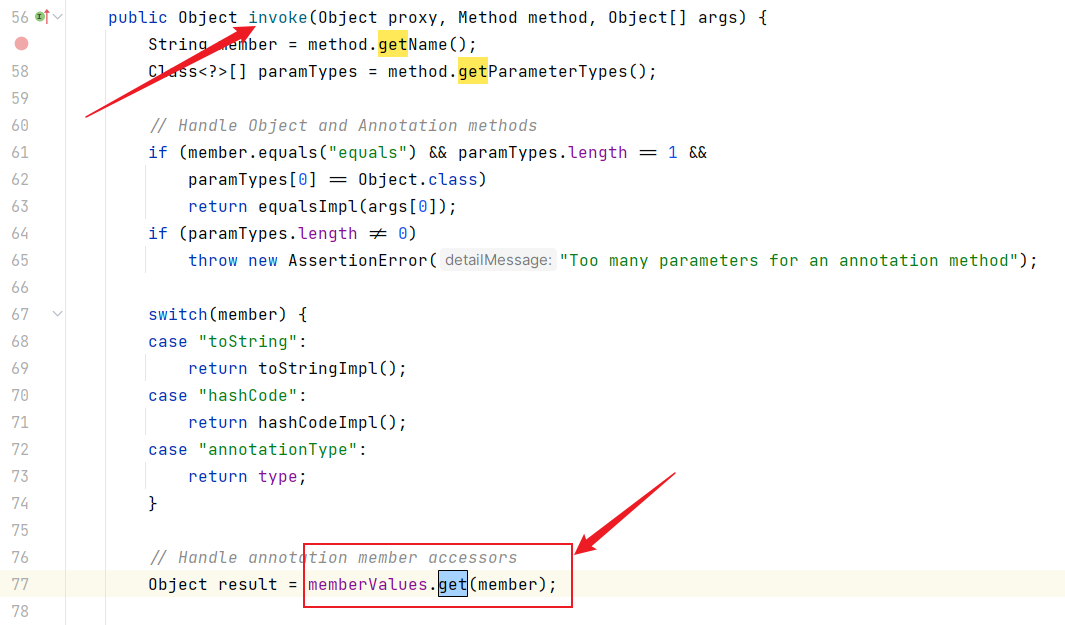 56 public Object invoke(Object proxy, Method method, Object[] args) {
String member = method.getName();
58 Class<?>[] paramTypes = method.getParameterTypes();
59
60 // Handle Object and Annotation methods
61 if (member.equals("equals") && paramTypes.length == 1 &&
62 paramTypes[0] == Object.class)
63 return equalsImpl(args[0]);
64 if (paramTypes.length != 0)
65 throw new AssertionError( detailMessage: "Too many parameters for an annotation method");
66
67 switch(member) {
68 case "toString":
69 return toStringImpl();
70 case "hashCode":
71 return hashCodeImpl();
72 case "annotationType":
73 return type;
74 }
75
76 // Handle annotation member accessors
77 Object result = memberValues.get(member);
78